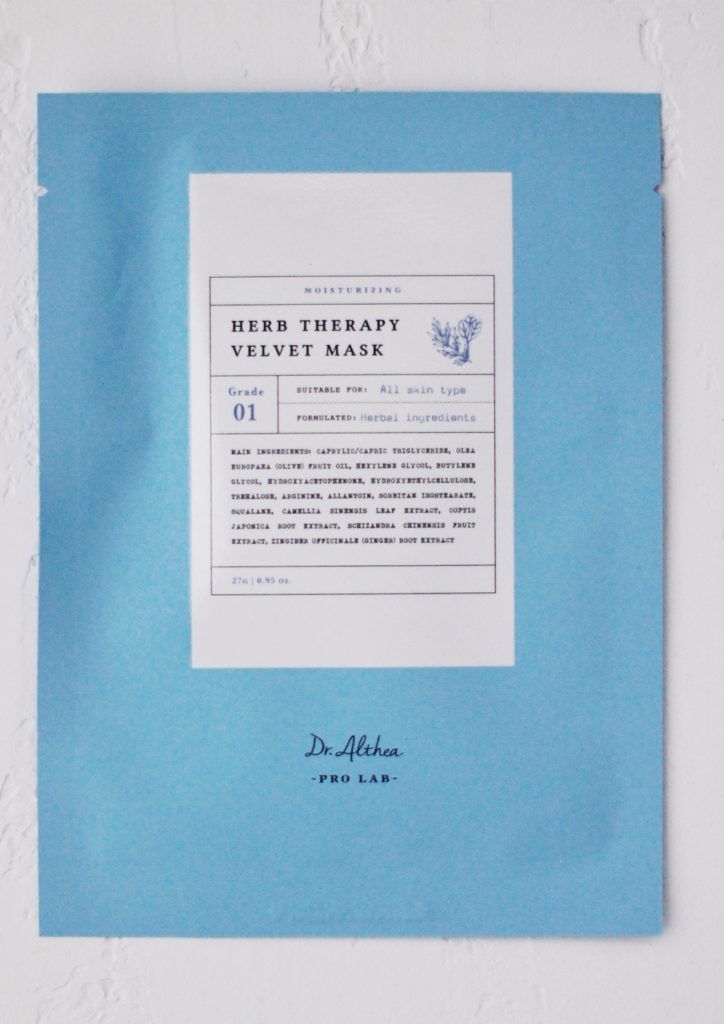 MOISTURIZING
HERB THERAPY
VELVET MASK
Grade
01
SUITABLE FOR: All skin type
FORMULATED: Herbal ingredients
MAIN INGREDIENTS: CAPRYLIC/CAPRIC TRIGLYCERIDE, OLEA
EUROPAEA (OLIVE) FRUIT OIL, HEXYLENE GLYCOL, BUTYLENE
GLYCOL, HYDROXYACETOPHENONE, HYDROXYETHYLCELLULOSE,
TREHALOSE, ARGININE, ALLANTOIN, SORBITAN ISOSTEARATE,
SQUALANE, CAMELLIA SINENSIS LEAF EXTRACT, COPTIS
JAPONICA ROOT EXTRACT, SCHIZANDRA CHINENSIS FRUIT
EXTRACT, ZINGIBER OFFICINALE (GINGER) ROOT EXTRACT
27G | 0.95 OZ.
Dr. Althea
-PRO LAB-